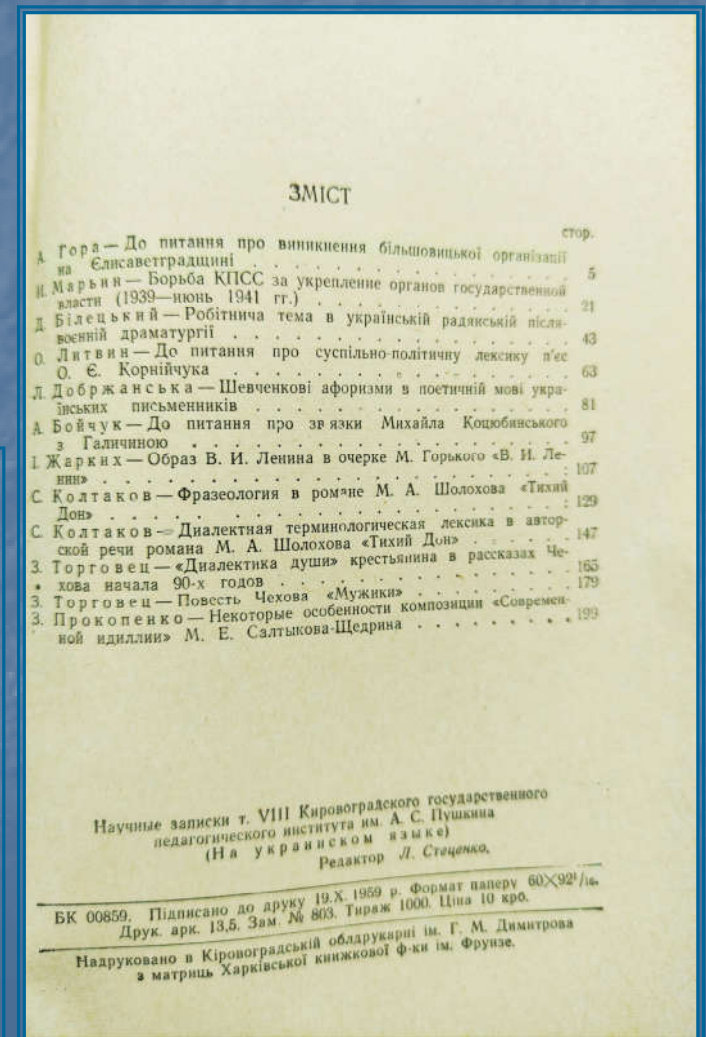 ЗМІСТ
стор.
А. Гора — До питання про виникнення більшовицької організації
на Єлисаветградщині . . . . . . . . . . . . . . 5
И. Марьин — Борьба КПСС за укрепление органов государственной
власти (1939—июнь 1941 гг.) . . . . . . . . . . . 21
Д. Білецький — Робітнича тема в українській радянській після-
воєнній драматургії . . . . . . . . . . . . . . 43
О. Литвин — До питання про суспільно-політичну лексику п'єс
О. Є. Корнійчука . . . . . . . . . . . . . . 63
Л. Добржанська — Шевченкові афоризми в поетичній мові укра-
їнських письменників . . . . . . . . . . . . . . 81
А. Бойчук — До питання про зв'язки Михайла Коцюбинського
з Галичиною . . . . . . . . . . . . . . 97
І. Жарких — Образ В. И. Ленина в очерке М. Горького «В. И. Ле-
нин» . . . . . . . . . . . . . . 107
С. Колтаков — Фразеология в романе М. А. Шолохова «Тихий
Дон» . . . . . . . . . . . . . . 129
С. Колтаков — Диалектная терминологическая лексика в автор-
ской речи романа М. А. Шолохова «Тихий Дон» . . . . . 147
З. Торговец — «Диалектика души» крестьянина в рассказах Че-
хова начала 90-х годов . . . . . . . . . . . 165
З. Торговец — Повесть Чехова «Мужики» . . . . . . . . 179
З. Прокопенко — Некоторые особенности композиции «Современ-
ной идиллии» М. Е. Салтыкова-Щедрина . . . . . . . . 199
Научные записки т. VIII Кировоградского государственного
педагогического института им. А. С. Пушкина
(На украинском языке)
Редактор Л. Стеценко.
БК 00859. Підписано до друку 19.X. 1959 р. Формат паперу 60×92¹/₁₆.
Друк. арк. 13,5. Зам. № 803. Тираж 1000. Ціна 10 крб.
Надруковано в Кіровоградській облдрукарні ім. Г. М. Димитрова
з матриць Харківської книжкової ф-ки ім. Фрунзе.